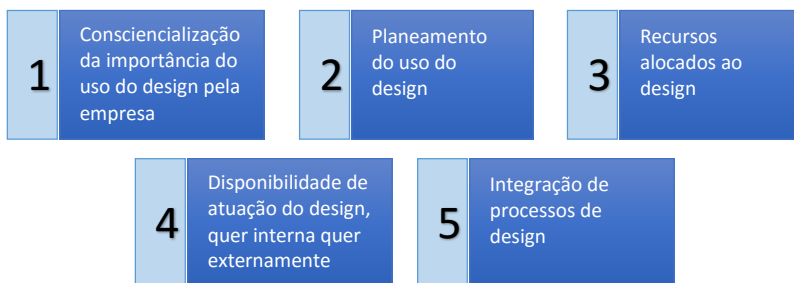 1
Consciencialização
da importância do
uso do design pela
empresa
2
Planeamento
do uso do
design
3
Recursos
alocados ao
design
4
Disponibilidade de
atuação do design,
quer interna quer
externamente
5
Integração de
processos de
design